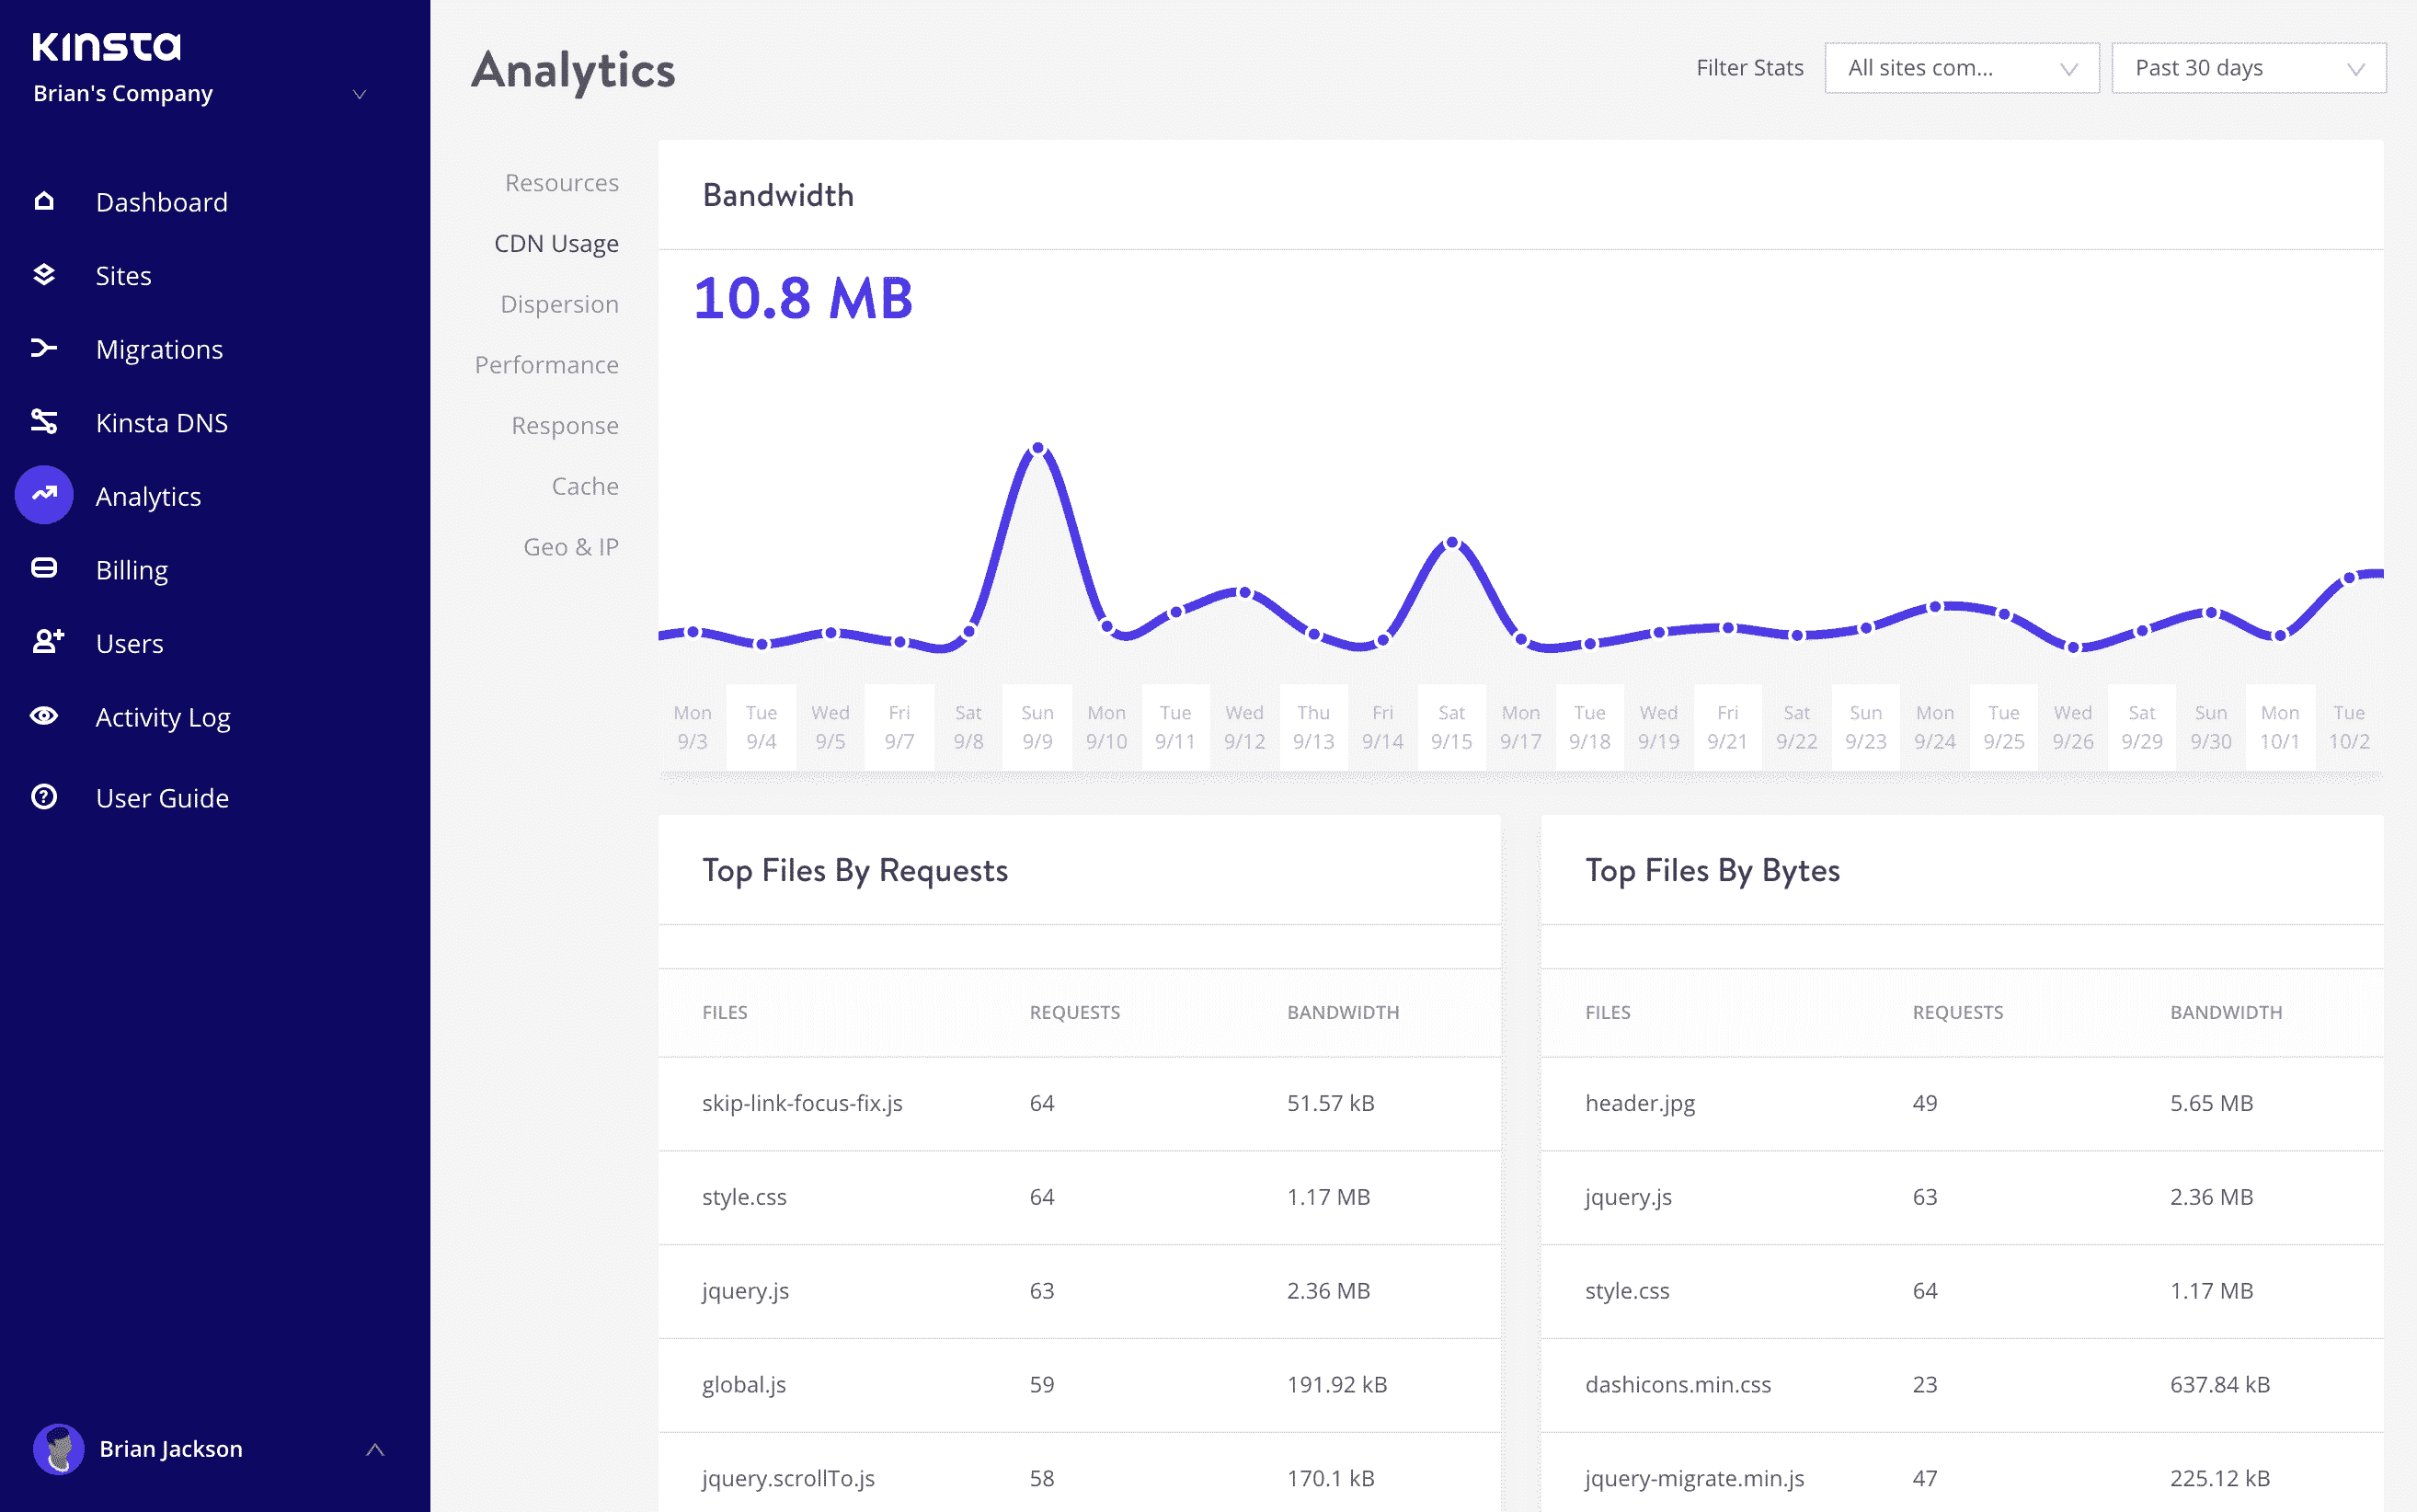 Kinsta
Brian's Company
Dashboard
Sites
Migrations
Kinsta DNS
Analytics
Billing
Users
Activity Log
User Guide
Brian Jackson
Analytics
Filter Stats
All sites com...
Past 30 days
Resources
CDN Usage
Dispersion
Performance
Response
Cache
Geo & IP
Bandwidth
10.8 MB
Mon Tue Wed Fri Sat Sun Mon Tue Wed Thu Fri Sat Mon Tue Wed Fri Sat Sun Mon Tue Wed Sat Sun Mon Tue
9/3 9/4 9/5 9/7 9/8 9/9 9/10 9/11 9/12 9/13 9/14 9/15 9/17 9/18 9/19 9/21 9/22 9/23 9/24 9/25 9/26 9/29 9/30 10/1 10/2
Top Files By Requests
FILES REQUESTS BANDWIDTH
skip-link-focus-fix.js 64 51.57 kB
style.css 64 1.17 MB
jquery.js 63 2.36 MB
global.js 59 191.92 kB
jquery.scrollTo.js 58 170.1 kB
Top Files By Bytes
FILES REQUESTS BANDWIDTH
header.jpg 49 5.65 MB
jquery.js 63 2.36 MB
style.css 64 1.17 MB
dashicons.min.css 23 637.84 kB
jquery-migrate.min.js 47 225.12 kB